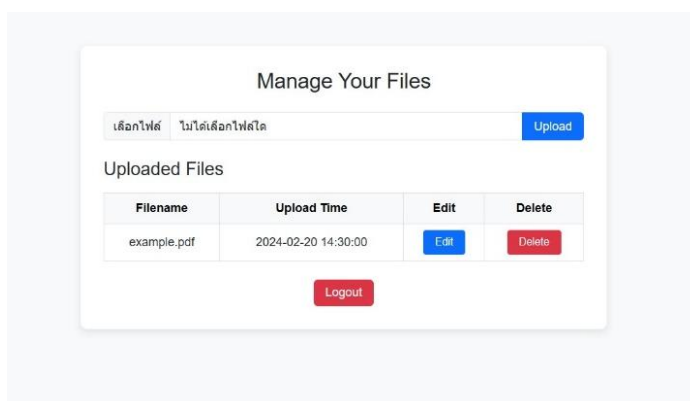 Manage Your Files
เลือกไฟล์ ไม่ได้เลือกไฟล์ใด Upload
Uploaded Files
Filename Upload Time Edit Delete
example.pdf 2024-02-20 14:30:00 Edit Delete
Logout